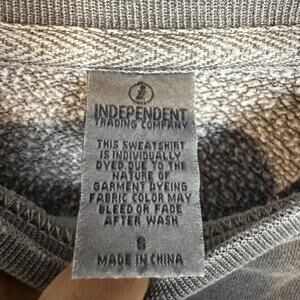 INDEPENDENT
TRADING COMPANY
THIS SWEATSHIRT
IS INDIVIDUALLY
DYED DUE TO THE
NATURE OF
GARMENT DYEING
FABRIC COLOR MAY
BLEED OR FADE
AFTER WASH
S
MADE IN CHINA